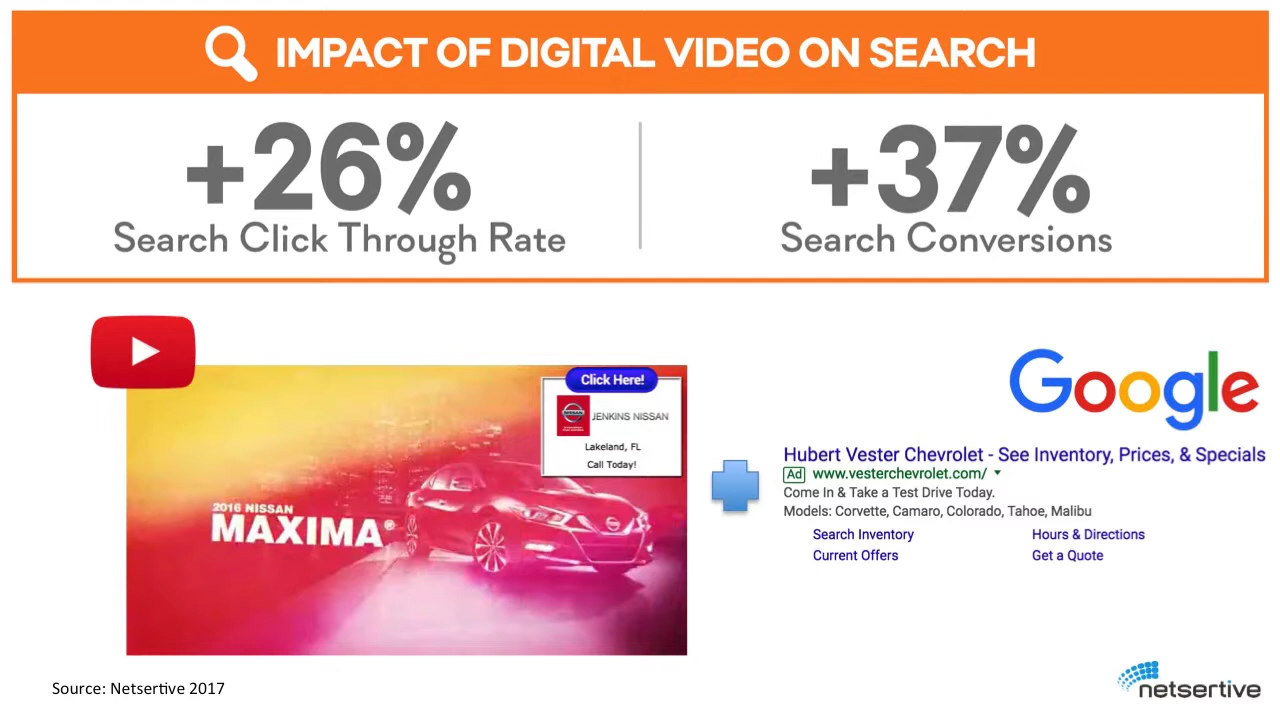 IMPACT OF DIGITAL VIDEO ON SEARCH
+26%
Search Click Through Rate
+37%
Search Conversions
Click Here!
NISSAN
JENKINS NISSAN
Lakeland, FL
Call Today!
2016 NISSAN
MAXIMA®
Google
Hubert Vester Chevrolet - See Inventory, Prices, & Specials
Ad www.vesterchevrolet.com/
Come In & Take a Test Drive Today.
Models: Corvette, Camaro, Colorado, Tahoe, Malibu
Search Inventory
Hours & Directions
Current Offers
Get a Quote
Source: Netsertive 2017
netsertive